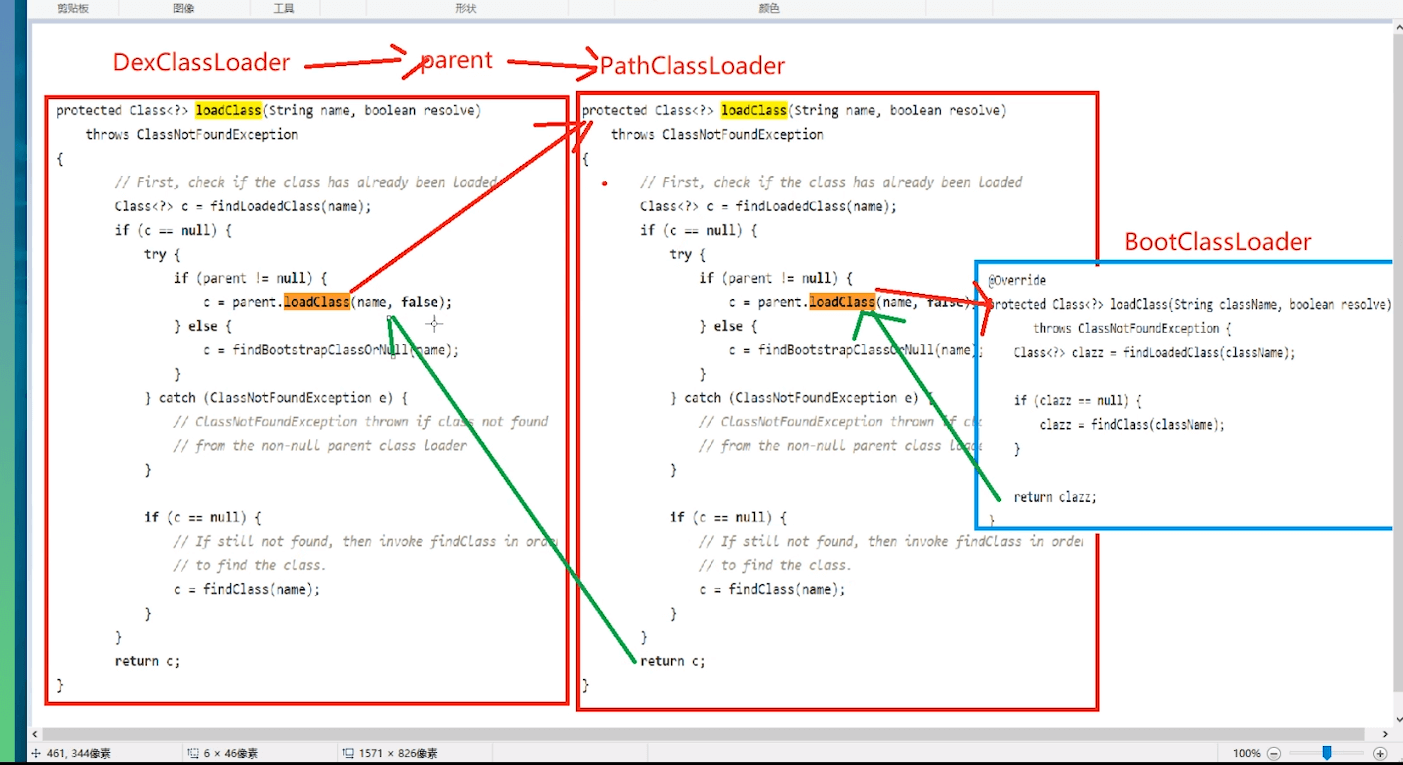 剪贴板 图像 工具 形状 颜色
DexClassLoader parent PathClassLoader
protected Class<?> loadClass(String name, boolean resolve)
throws ClassNotFoundException
{
// First, check if the class has already been loaded
Class<?> c = findLoadedClass(name);
if (c == null) {
try {
if (parent != null) {
c = parent.loadClass(name, false);
} else {
c = findBootstrapClassOrNull(name);
}
} catch (ClassNotFoundException e) {
// ClassNotFoundException thrown if class not found
// from the non-null parent class loader
}
if (c == null) {
// If still not found, then invoke findClass in order
// to find the class.
c = findClass(name);
}
}
return c;
}
protected Class<?> loadClass(String name, boolean resolve)
throws ClassNotFoundException
{
// First, check if the class has already been loaded
Class<?> c = findLoadedClass(name);
if (c == null) {
try {
if (parent != null) {
c = parent.loadClass(name, false);
} else {
c = findBootstrapClassOrNull(name);
}
} catch (ClassNotFoundException e) {
// ClassNotFoundException thrown if
// from the non-null parent class
}
if (c == null) {
// If still not found, then invoke findClass in order
// to find the class.
c = findClass(name);
}
}
return c;
}
BootClassLoader
@Override
protected Class<?> loadClass(String className, boolean resolve)
throws ClassNotFoundException {
Class<?> clazz = findLoadedClass(className);
if (clazz == null) {
clazz = findClass(className);
}
return clazz;
}
461, 344像素 6 × 46像素 1571 × 826像素 100%